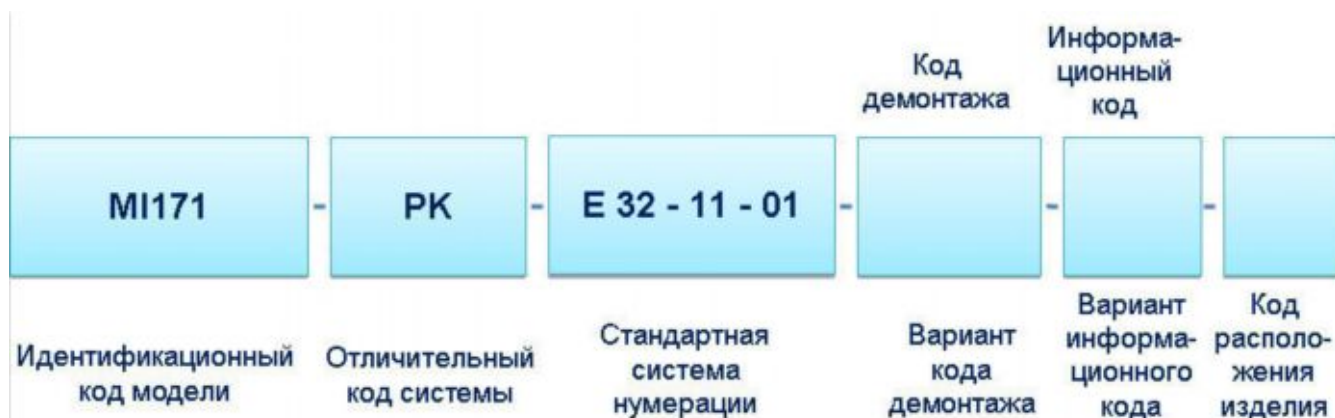 Код
демонтажа
Информа-
ционный
код
MI171
-
PK
-
E 32 - 11 - 01
-
-
-
Идентификационный
код модели
Отличительный
код системы
Стандартная
система
нумерации
Вариант
кода
демонтажа
Вариант
информа-
ционного
кода
Код
располо-
жения
изделия